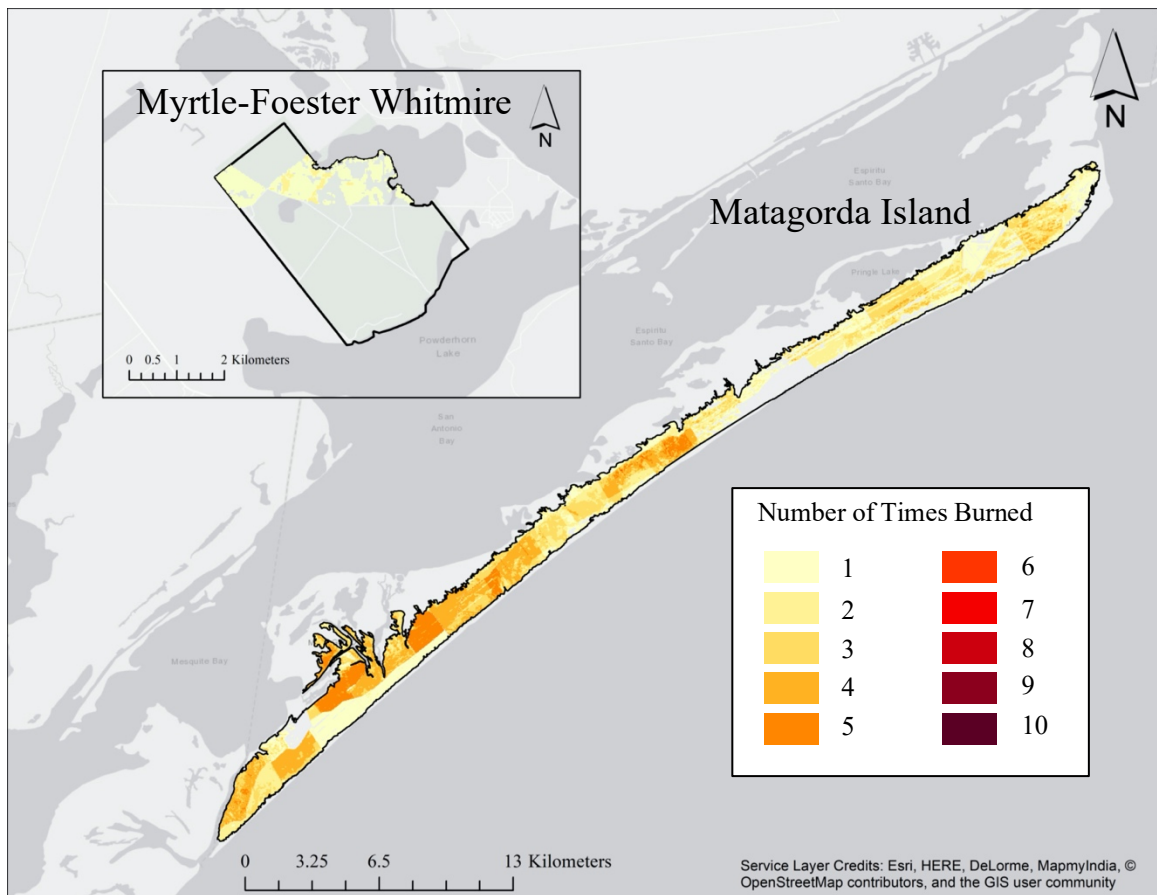 Myrtle-Foester Whitmire
N
Powderhorn
Lake
0 0.5 1 2 Kilometers
N
Espiritu
Santo Bay
Matagorda Island
Pringle Lake
Espiritu
Santo Bay
San
Antonio
Bay
Mesquite Bay
Number of Times Burned
1 6
2 7
3 8
4 9
5 10
0 3.25 6.5 13 Kilometers
Service Layer Credits: Esri, HERE, DeLorme, MapmyIndia, ©
OpenStreetMap contributors, and the GIS user community